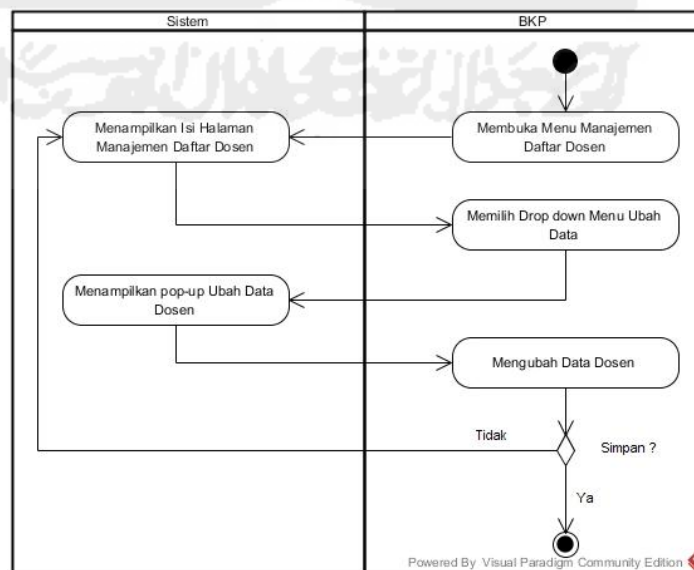 Sistem
BKP
Menampilkan Isi Halaman
Manajemen Daftar Dosen
Membuka Menu Manajemen
Daftar Dosen
Memilih Drop down Menu Ubah
Data
Menampilkan pop-up Ubah Data
Dosen
Mengubah Data Dosen
Tidak
Simpan ?
Ya
Powered By Visual Paradigm Community Edition